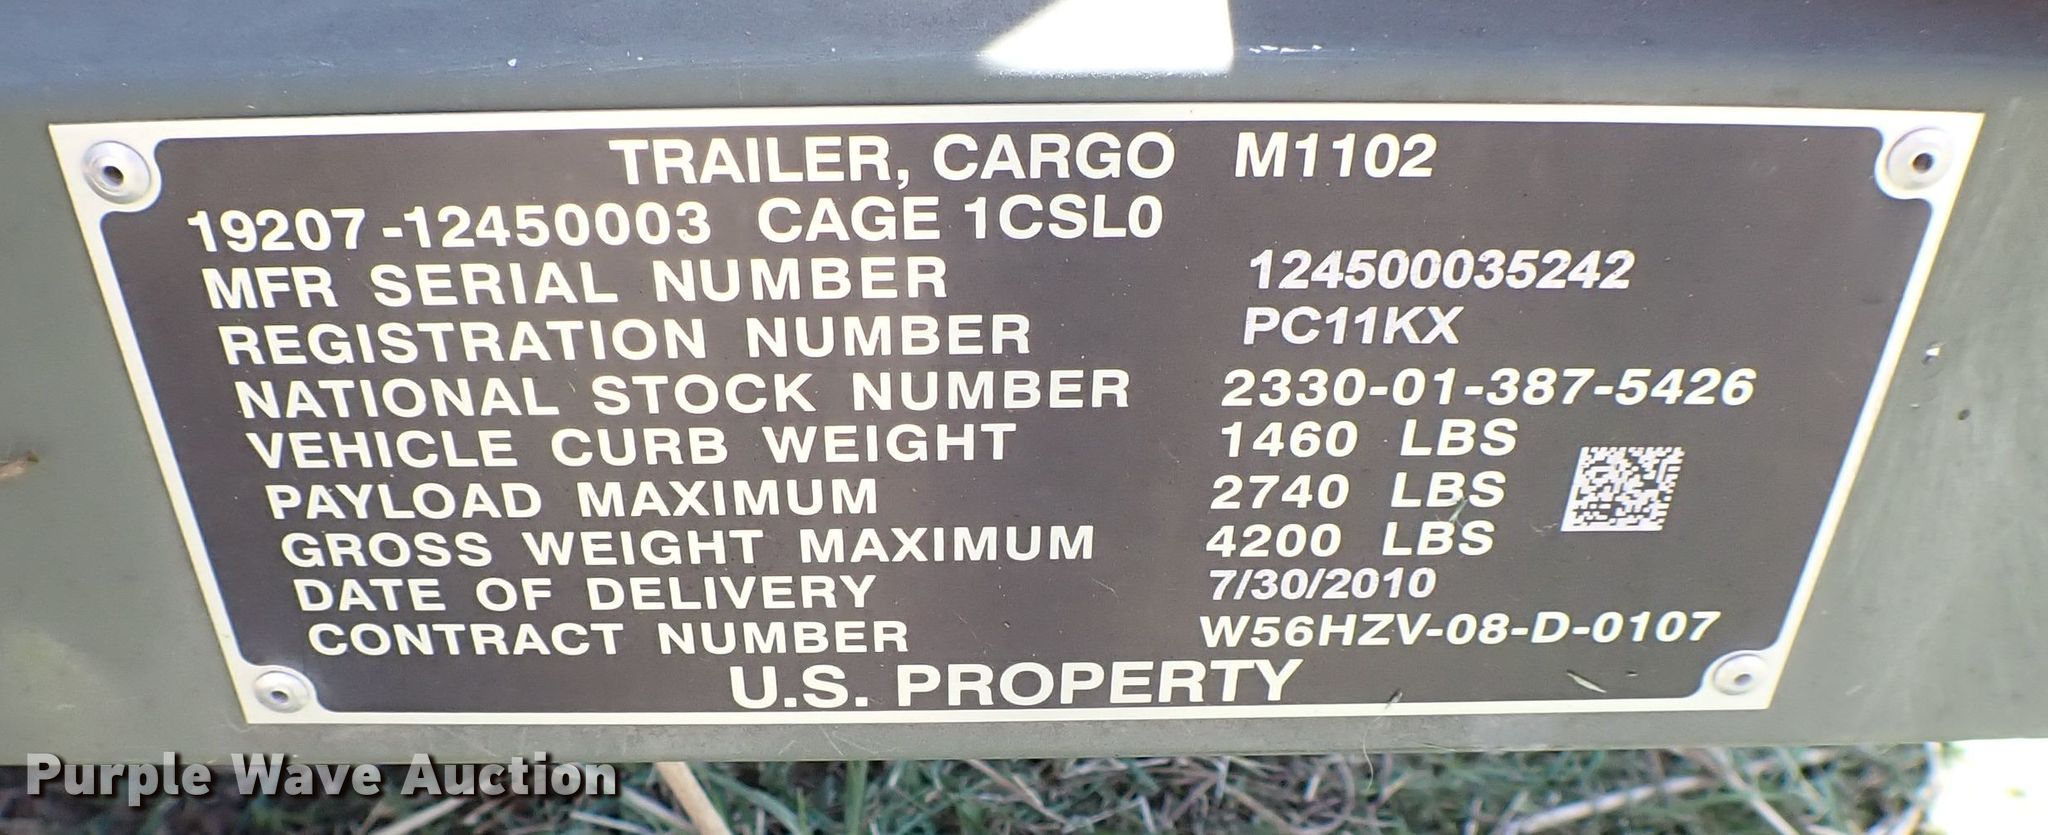 TRAILER, CARGO M1102
19207-12450003 CAGE 1CSL0
MFR SERIAL NUMBER 124500035242
REGISTRATION NUMBER PC11KX
NATIONAL STOCK NUMBER 2330-01-387-5426
VEHICLE CURB WEIGHT 1460 LBS
PAYLOAD MAXIMUM 2740 LBS
GROSS WEIGHT MAXIMUM 4200 LBS
DATE OF DELIVERY 7/30/2010
CONTRACT NUMBER W56HZV-08-D-0107
U.S. PROPERTY
Purple Wave Auction